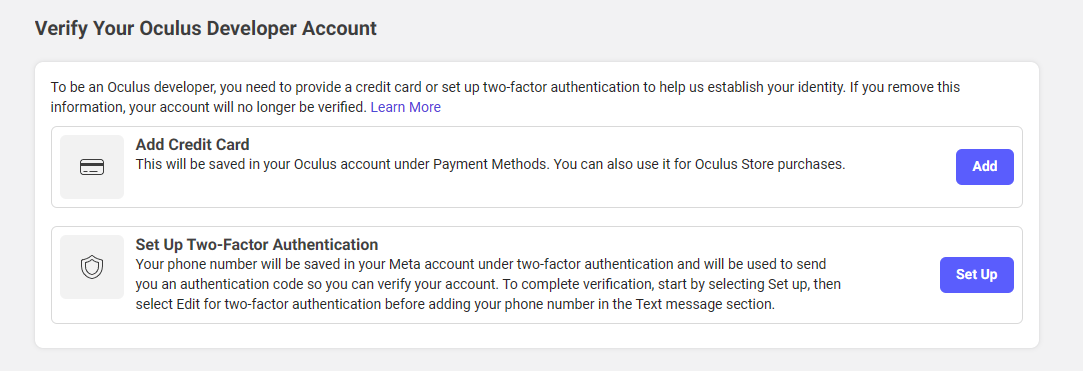 Verify Your Oculus Developer Account
To be an Oculus developer, you need to provide a credit card or set up two-factor authentication to help us establish your identity. If you remove this
information, your account will no longer be verified. Learn More
Add Credit Card
This will be saved in your Oculus account under Payment Methods. You can also use it for Oculus Store purchases.
Add
Set Up Two-Factor Authentication
Your phone number will be saved in your Meta account under two-factor authentication and will be used to send
you an authentication code so you can verify your account. To complete verification, start by selecting Set up, then
select Edit for two-factor authentication before adding your phone number in the Text message section.
Set Up